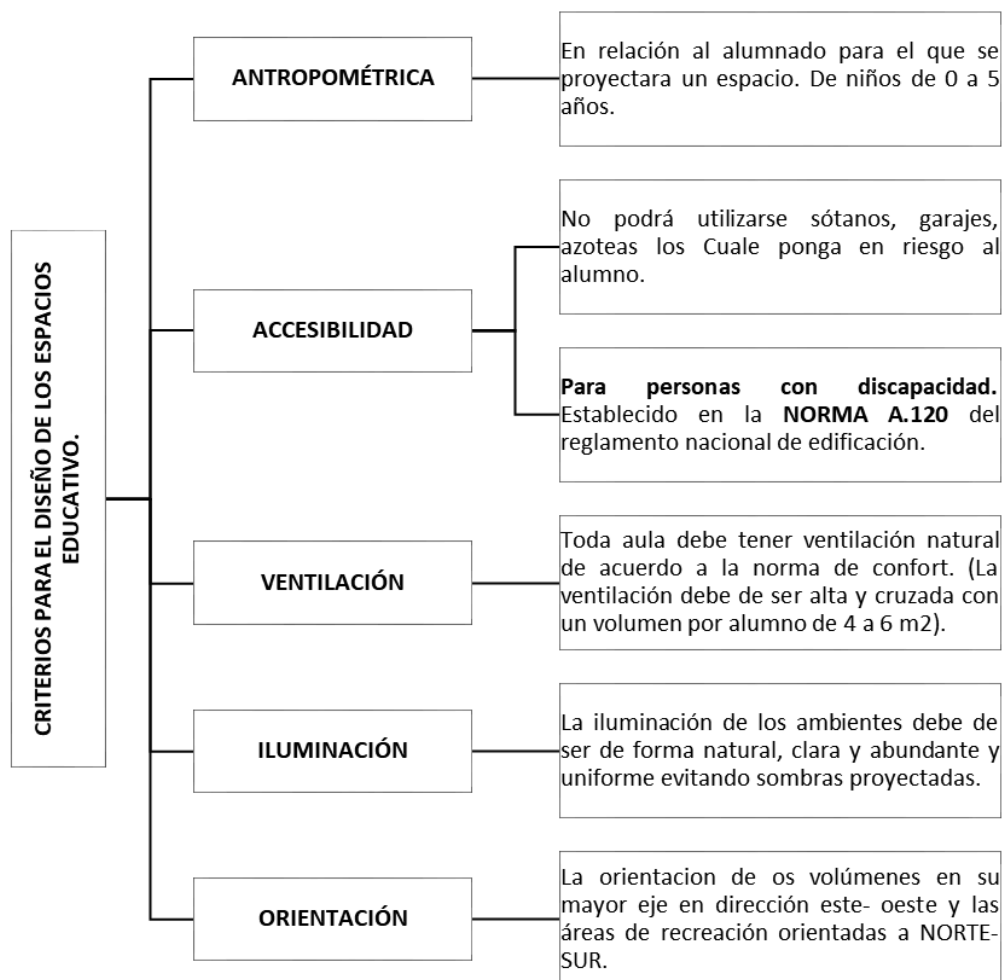 CRITERIOS PARA EL DISEÑO DE LOS ESPACIOS
EDUCATIVO.
ANTROPOMÉTRICA
En relación al alumnado para el que se
proyectara un espacio. De niños de 0 a 5
años.
ACCESIBILIDAD
No podrá utilizarse sótanos, garajes,
azoteas los Cuale ponga en riesgo al
alumno.
Para personas con discapacidad.
Establecido en la NORMA A.120 del
reglamento nacional de edificación.
VENTILACIÓN
Toda aula debe tener ventilación natural
de acuerdo a la norma de confort. (La
ventilación debe de ser alta y cruzada con
un volumen por alumno de 4 a 6 m2).
ILUMINACIÓN
La iluminación de los ambientes debe de
ser de forma natural, clara y abundante y
uniforme evitando sombras proyectadas.
ORIENTACIÓN
La orientacion de os volúmenes en su
mayor eje en dirección este- oeste y las
áreas de recreación orientadas a NORTE-
SUR.